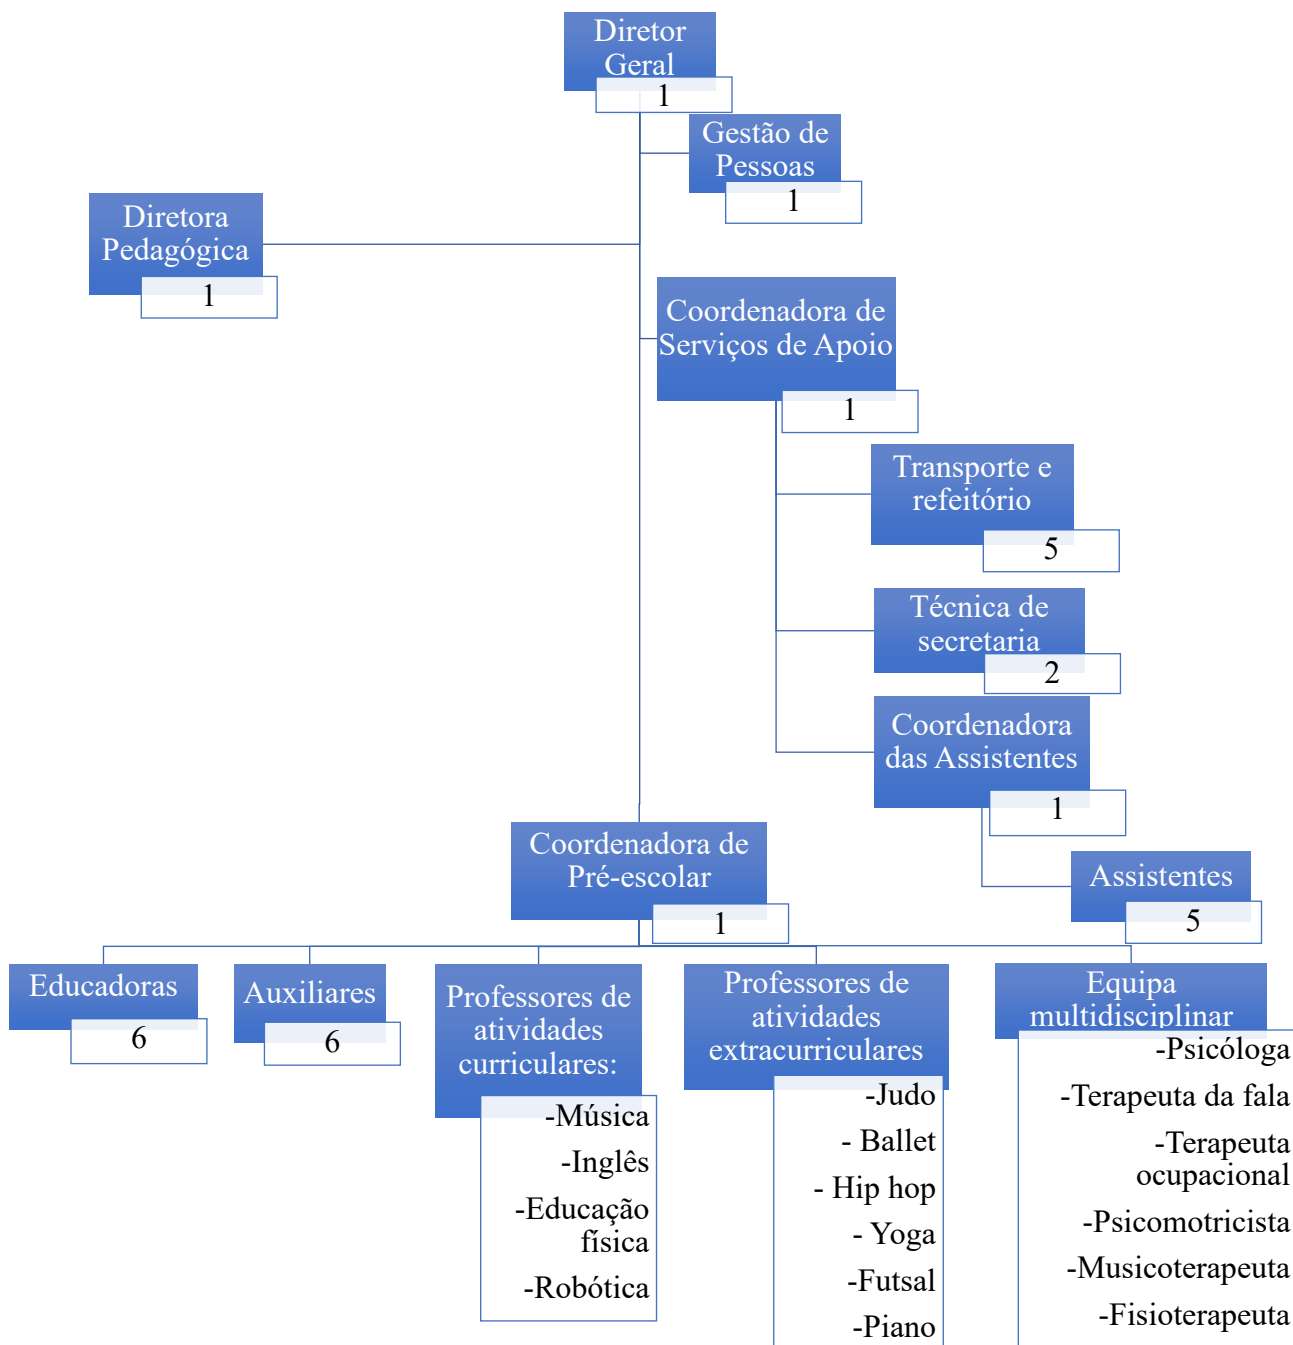 Diretor
Geral
1
Gestão de
Pessoas
1
Diretora
Pedagógica
1
Coordenadora de
Serviços de Apoio
1
Transporte e
refeitório
5
Técnica de
secretaria
2
Coordenadora
das Assistentes
1
Assistentes
5
Coordenadora de
Pré-escolar
1
Educadoras
6
Auxiliares
6
Professores de
atividades
curriculares:
-Música
-Inglês
-Educação
física
-Robótica
Professores de
atividades
extracurriculares
-Judo
- Ballet
- Hip hop
- Yoga
-Futsal
-Piano
Equipa
multidisciplinar
-Psicóloga
-Terapeuta da fala
-Terapeuta
ocupacional
-Psicomotricista
-Musicoterapeuta
-Fisioterapeuta